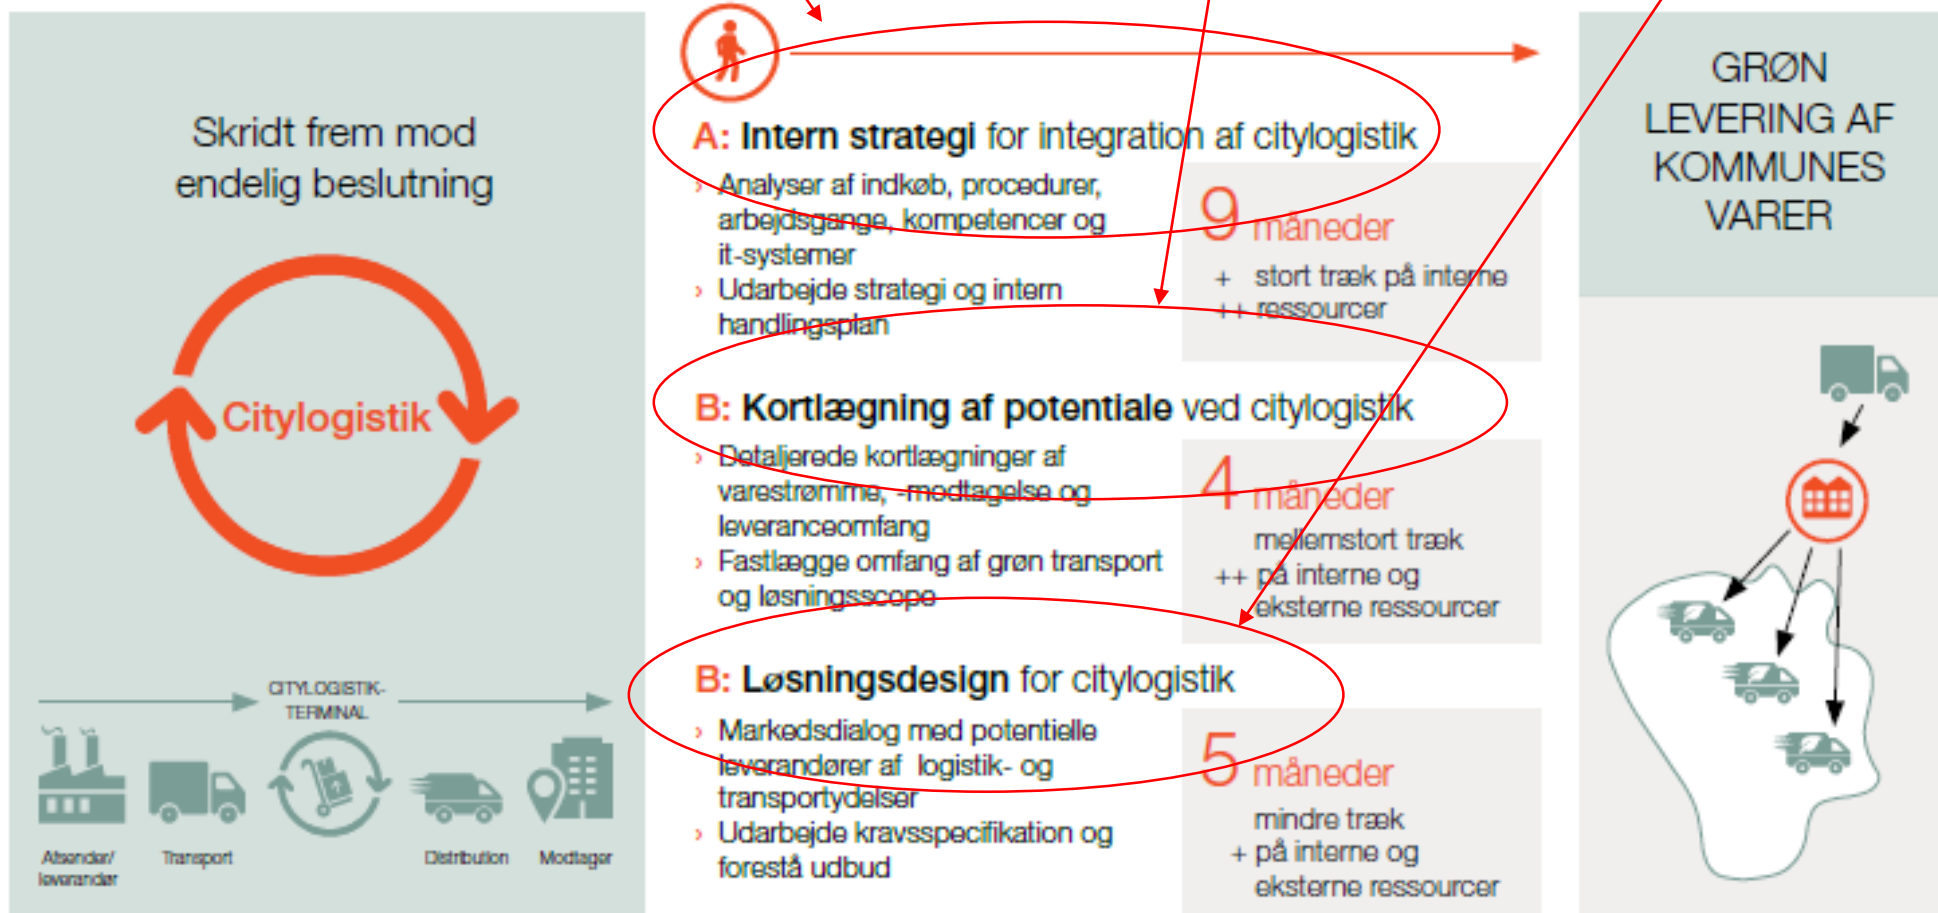 Skridt frem mod
endelig beslutning
Citylogistik
CITYLOGISTIK-
TERMINAL
Afsender/
leverandør
Transport
Distribution
Modtager
A: Intern strategi for integration af citylogistik
› Analyser af indkøb, procedurer,
arbejdsgange, kompetencer og
it-systemer
› Udarbejde strategi og intern
handlingsplan
9 måneder
+ stort træk på interne
++ ressourcer
B: Kortlægning af potentiale ved citylogistik
› Detaljerede kortlægninger af
varestrømme, -modtagelse og
leveranceomfang
› Fastlægge omfang af grøn transport
og løsningsscope
4 måneder
mellemstort træk
++ på interne og
eksterne ressourcer
B: Løsningsdesign for citylogistik
› Markedsdialog med potentielle
leverandører af logistik- og
transportydelser
› Udarbejde kravsspecifikation og
forestå udbud
5 måneder
mindre træk
+ på interne og
eksterne ressourcer
GRØN
LEVERING AF
KOMMUNES
VARER